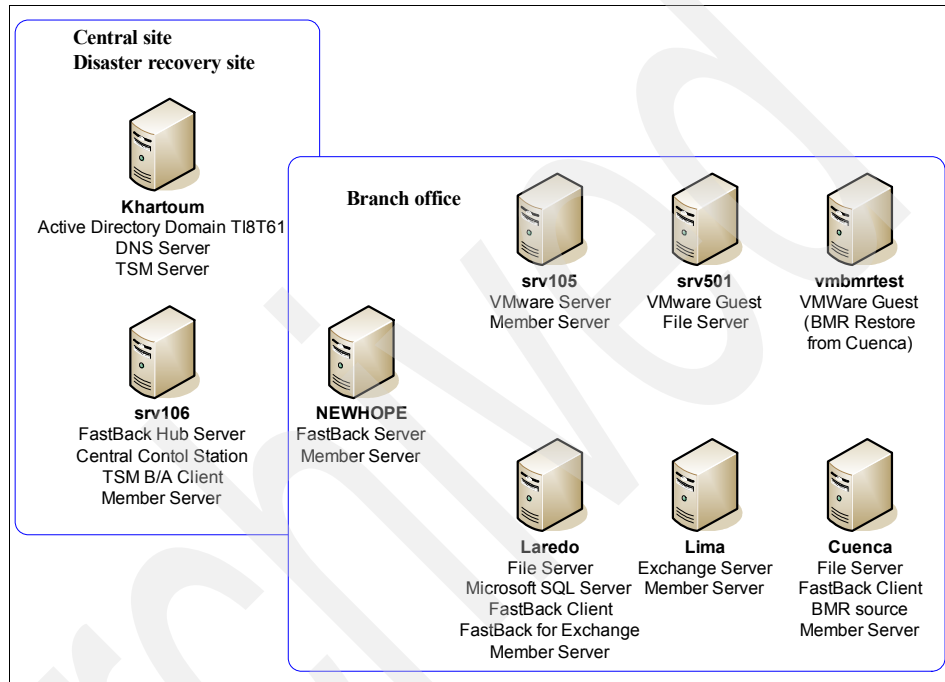 Central site
Disaster recovery site
Khartoum
Active Directory Domain TI8T61
DNS Server
TSM Server
srv106
FastBack Hub Server
Central Contol Station
TSM B/A Client
Member Server
Branch office
NEWHOPE
FastBack Server
Member Server
srv105
VMware Server
Member Server
srv501
VMware Guest
File Server
vmbmrtest
VMWare Guest
(BMR Restore
from Cuenca)
Laredo
File Server
Microsoft SQL Server
FastBack Client
FastBack for Exchange
Member Server
Lima
Exchange Server
Member Server
Cuenca
File Server
FastBack Client
BMR source
Member Server